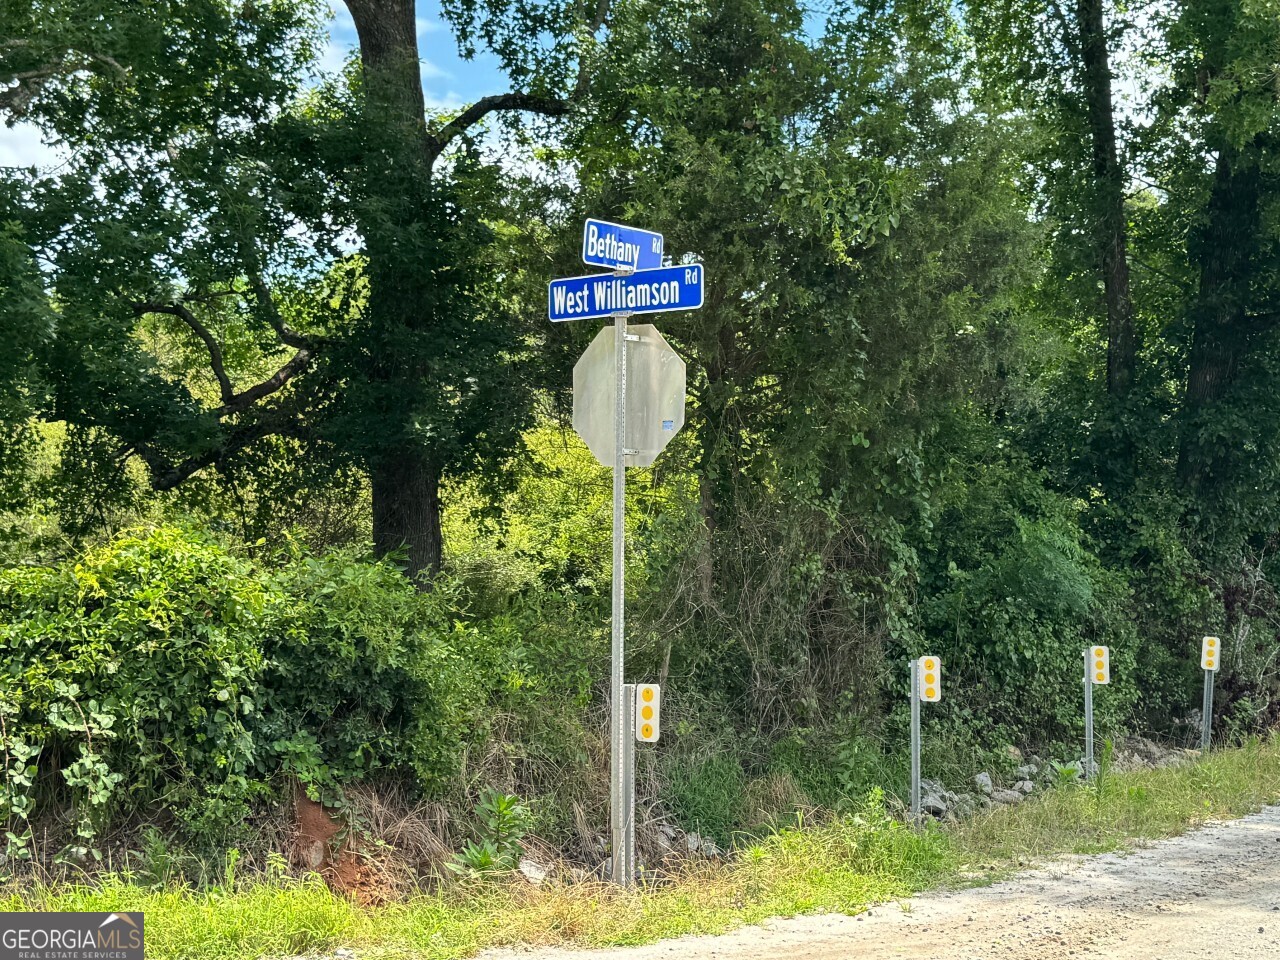 Bethany Rd
West Williamson Rd
GEORGIAMLS
REAL ESTATE SERVICES